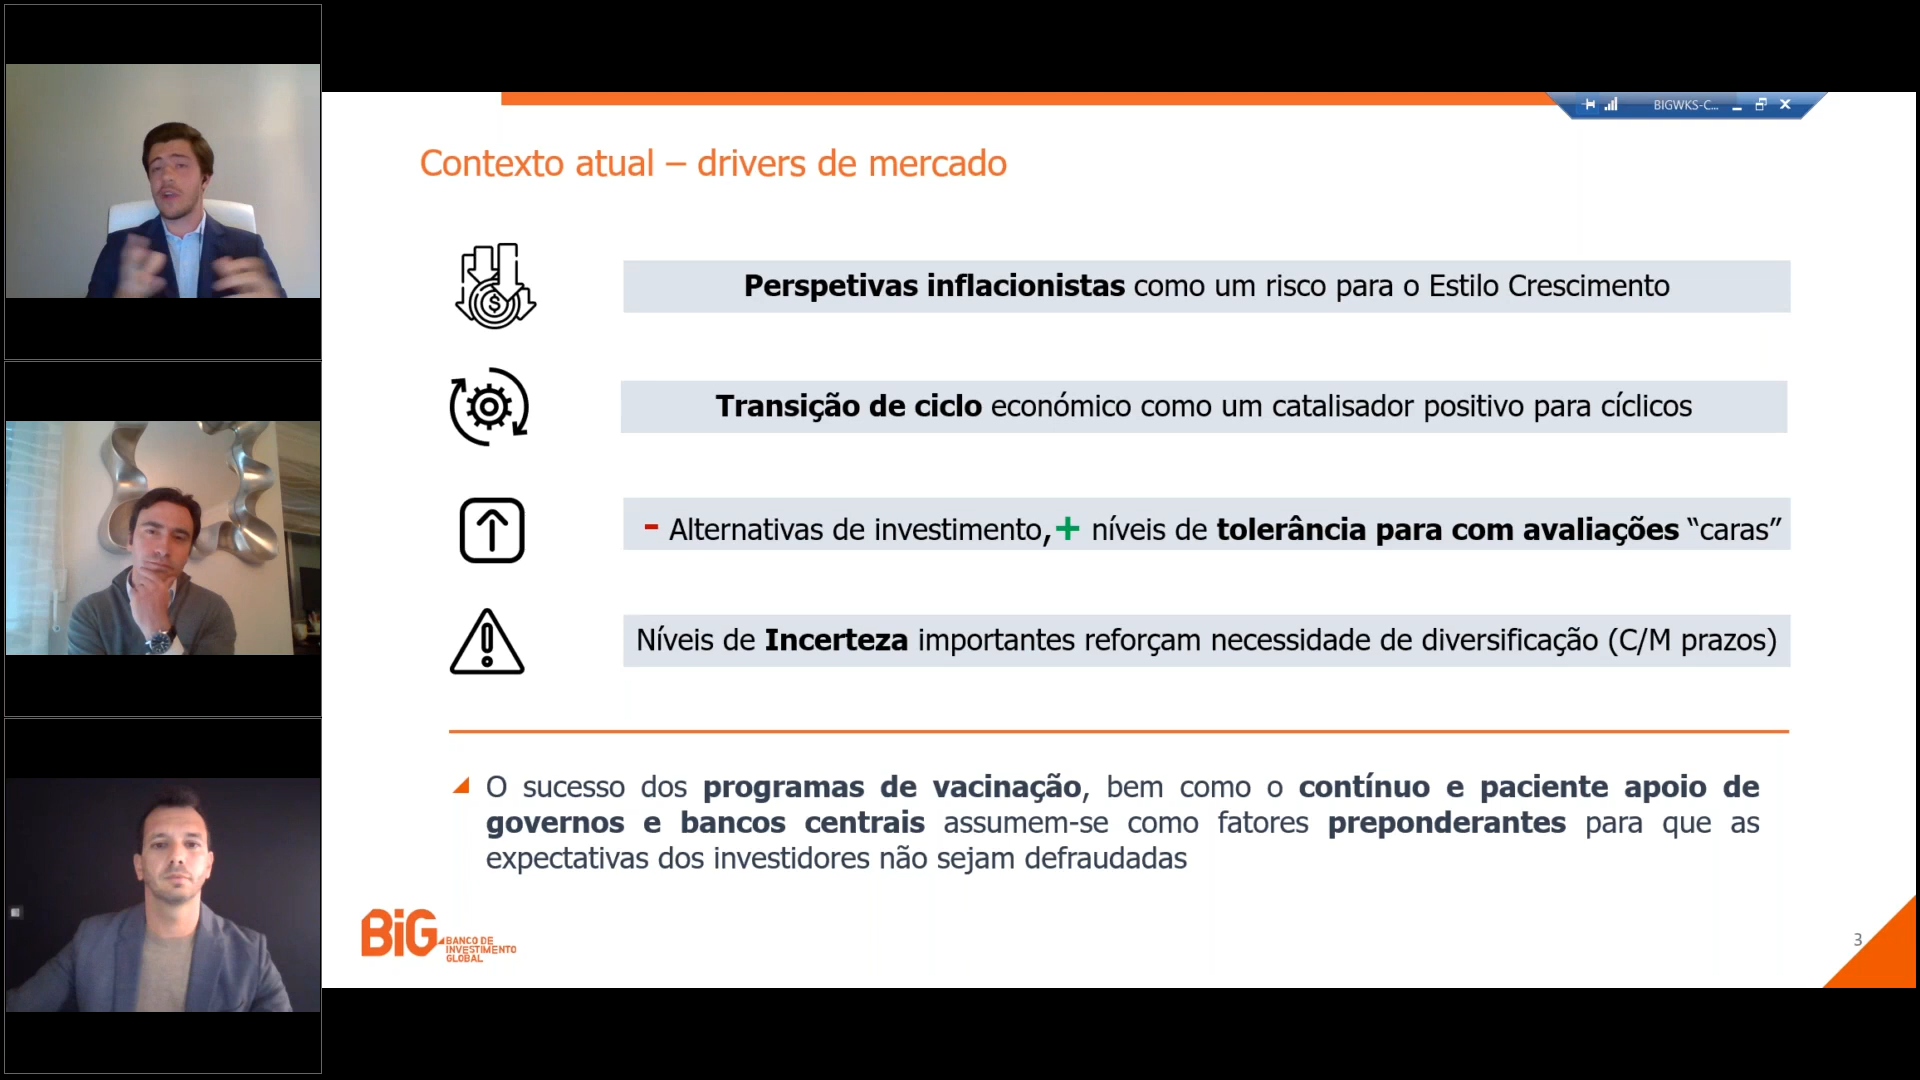 BIGWKS-C...
Contexto atual – drivers de mercado
$
Perspetivas inflacionistas como um risco para o Estilo Crescimento
Transição de ciclo económico como um catalisador positivo para cíclicos
- Alternativas de investimento,+ níveis de tolerância para com avaliações “caras”
Níveis de Incerteza importantes reforçam necessidade de diversificação (C/M prazos)
O sucesso dos programas de vacinação, bem como o contínuo e paciente apoio de
governos e bancos centrais assumem-se como fatores preponderantes para que as
expectativas dos investidores não sejam defraudadas
BiG
BANCO DE
INVESTIMENTO
GLOBAL
3